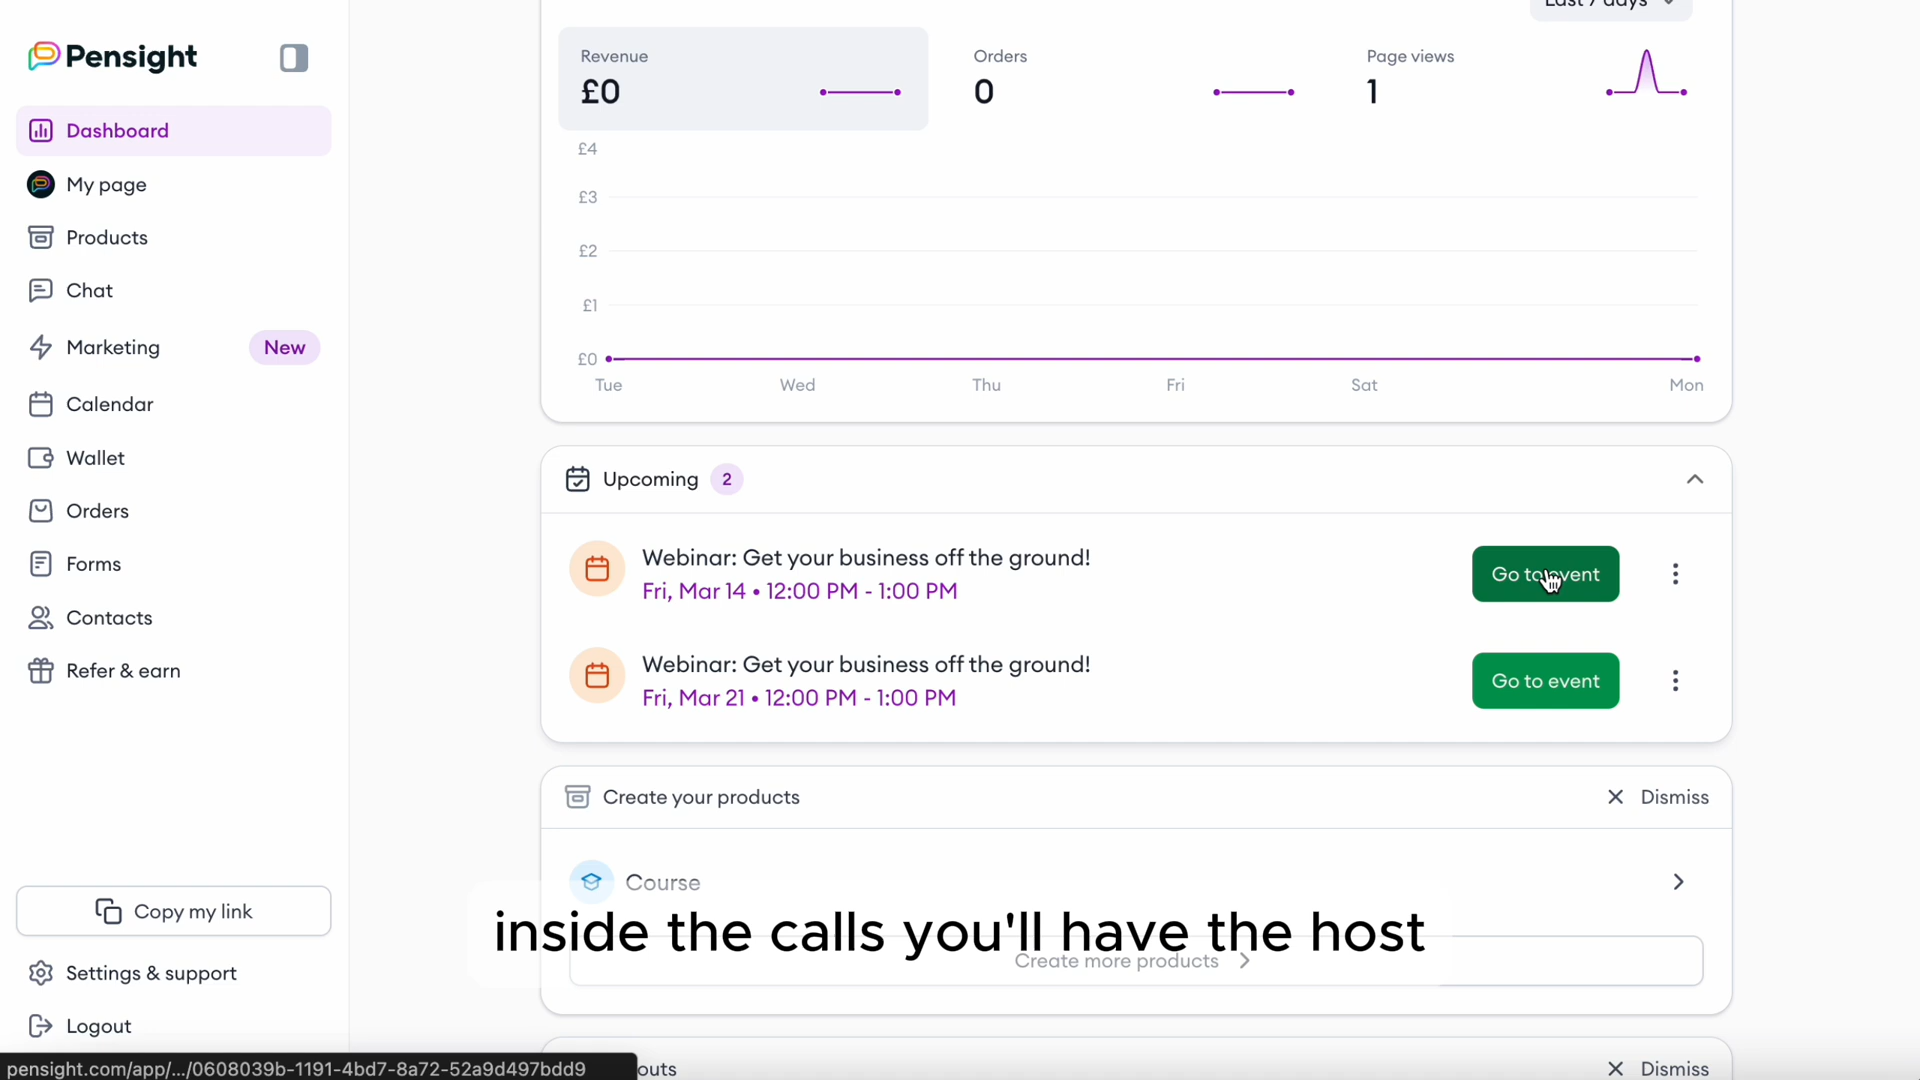 Last 7 days
Pensight
Dashboard
My page
Products
Chat
Marketing
New
Calendar
Wallet
Orders
Forms
Contacts
Refer & earn
Copy my link
Settings & support
Logout
pensight.com/app/.../0608039b-1191-4bd7-8a72-52a9d497bdd9
Revenue
£0
Orders
0
Page views
1
£4
£3
£2
£1
£0
Tue Wed Thu Fri Sat Mon
Upcoming 2
Webinar: Get your business off the ground!
Fri, Mar 14 • 12:00 PM - 1:00 PM
Go to event
Webinar: Get your business off the ground!
Fri, Mar 21 • 12:00 PM - 1:00 PM
Go to event
Create your products
Dismiss
Course
inside the calls you'll have the host
Create more products
outs
Dismiss